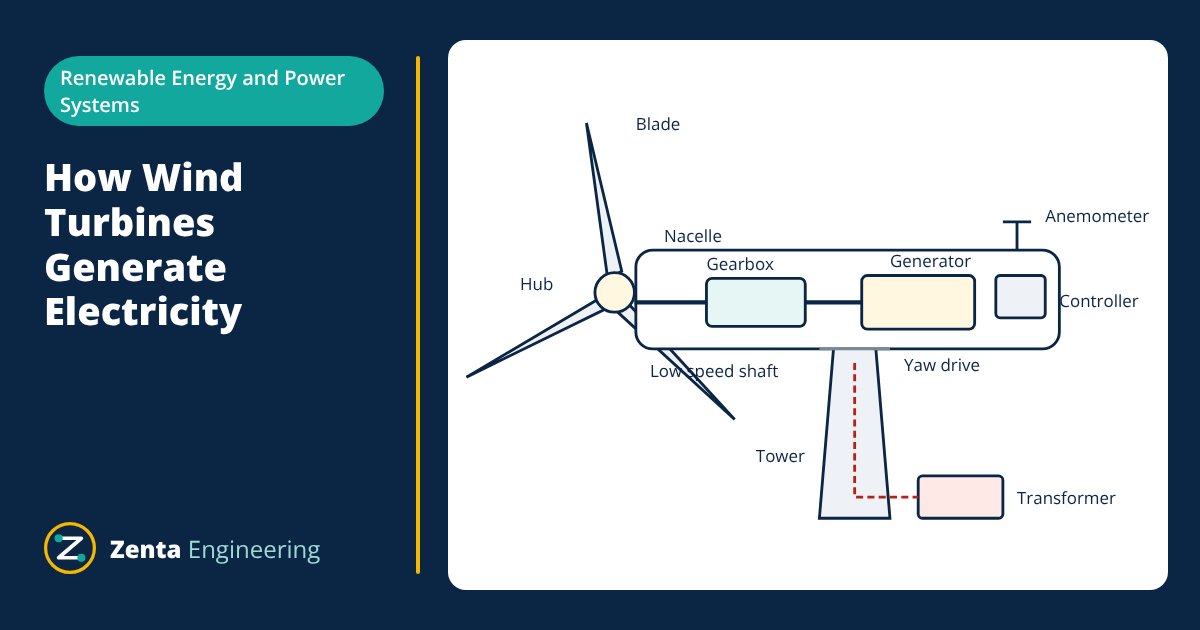 Renewable Energy and Power
Systems
How Wind
Turbines
Generate
Electricity
Zenta Engineering
Blade
Anemometer
Nacelle
Gearbox
Generator
Hub
Controller
Low-speed shaft
Yaw drive
Tower
Transformer